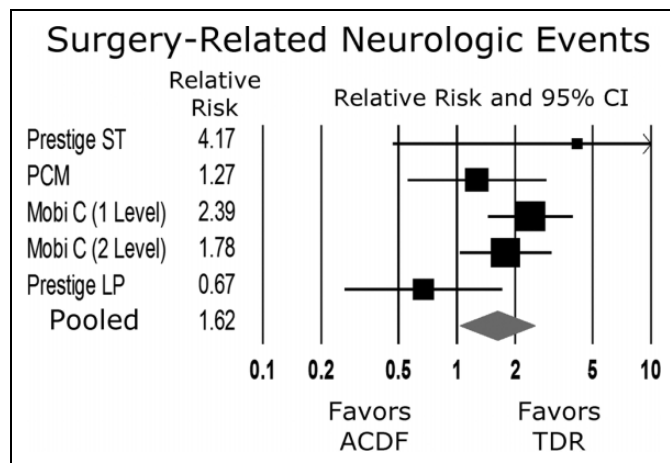 Surgery-Related Neurologic Events
Relative
Risk
Relative Risk and 95% CI
Prestige ST 4.17
PCM 1.27
Mobi C (1 Level) 2.39
Mobi C (2 Level) 1.78
Prestige LP 0.67
Pooled 1.62
0.1 0.2 0.5 1 2 5 10
Favors Favors
ACDF TDR